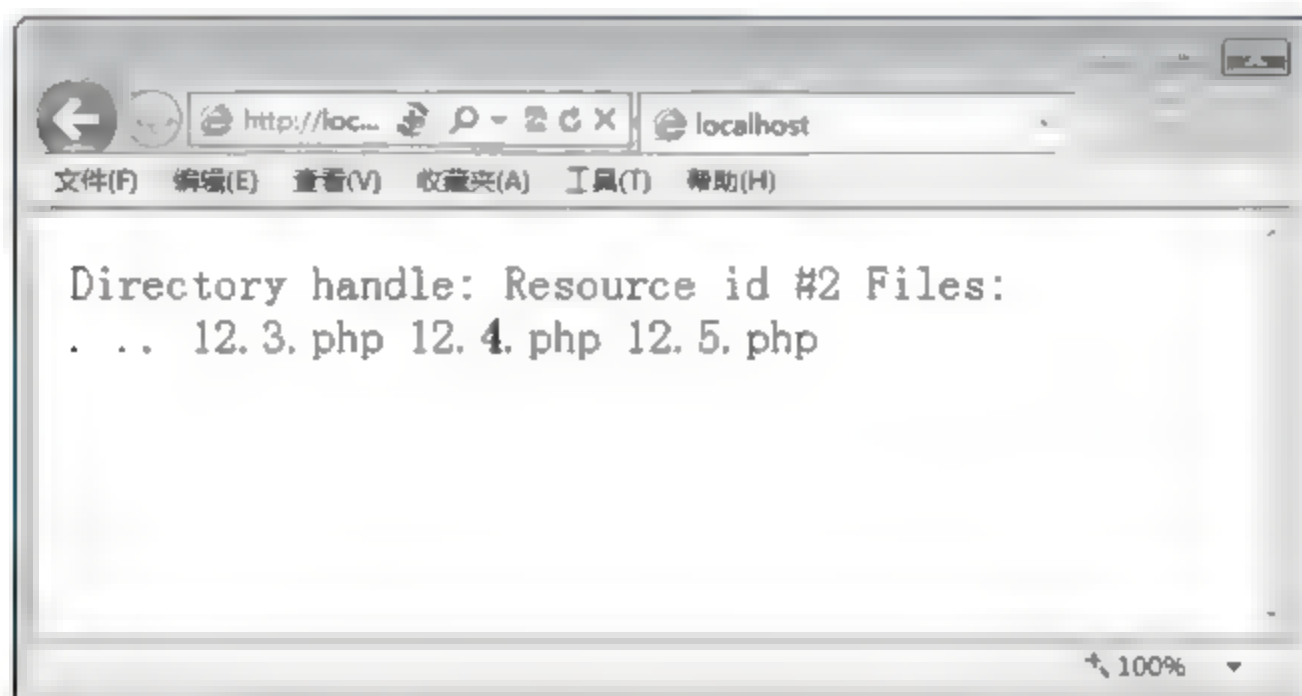 http://loc... localhost
文件(F) 编辑(E) 查看(V) 收藏夹(A) 工具(T) 帮助(H)
Directory handle: Resource id #2 Files:
. .. 12.3.php 12.4.php 12.5.php
100%